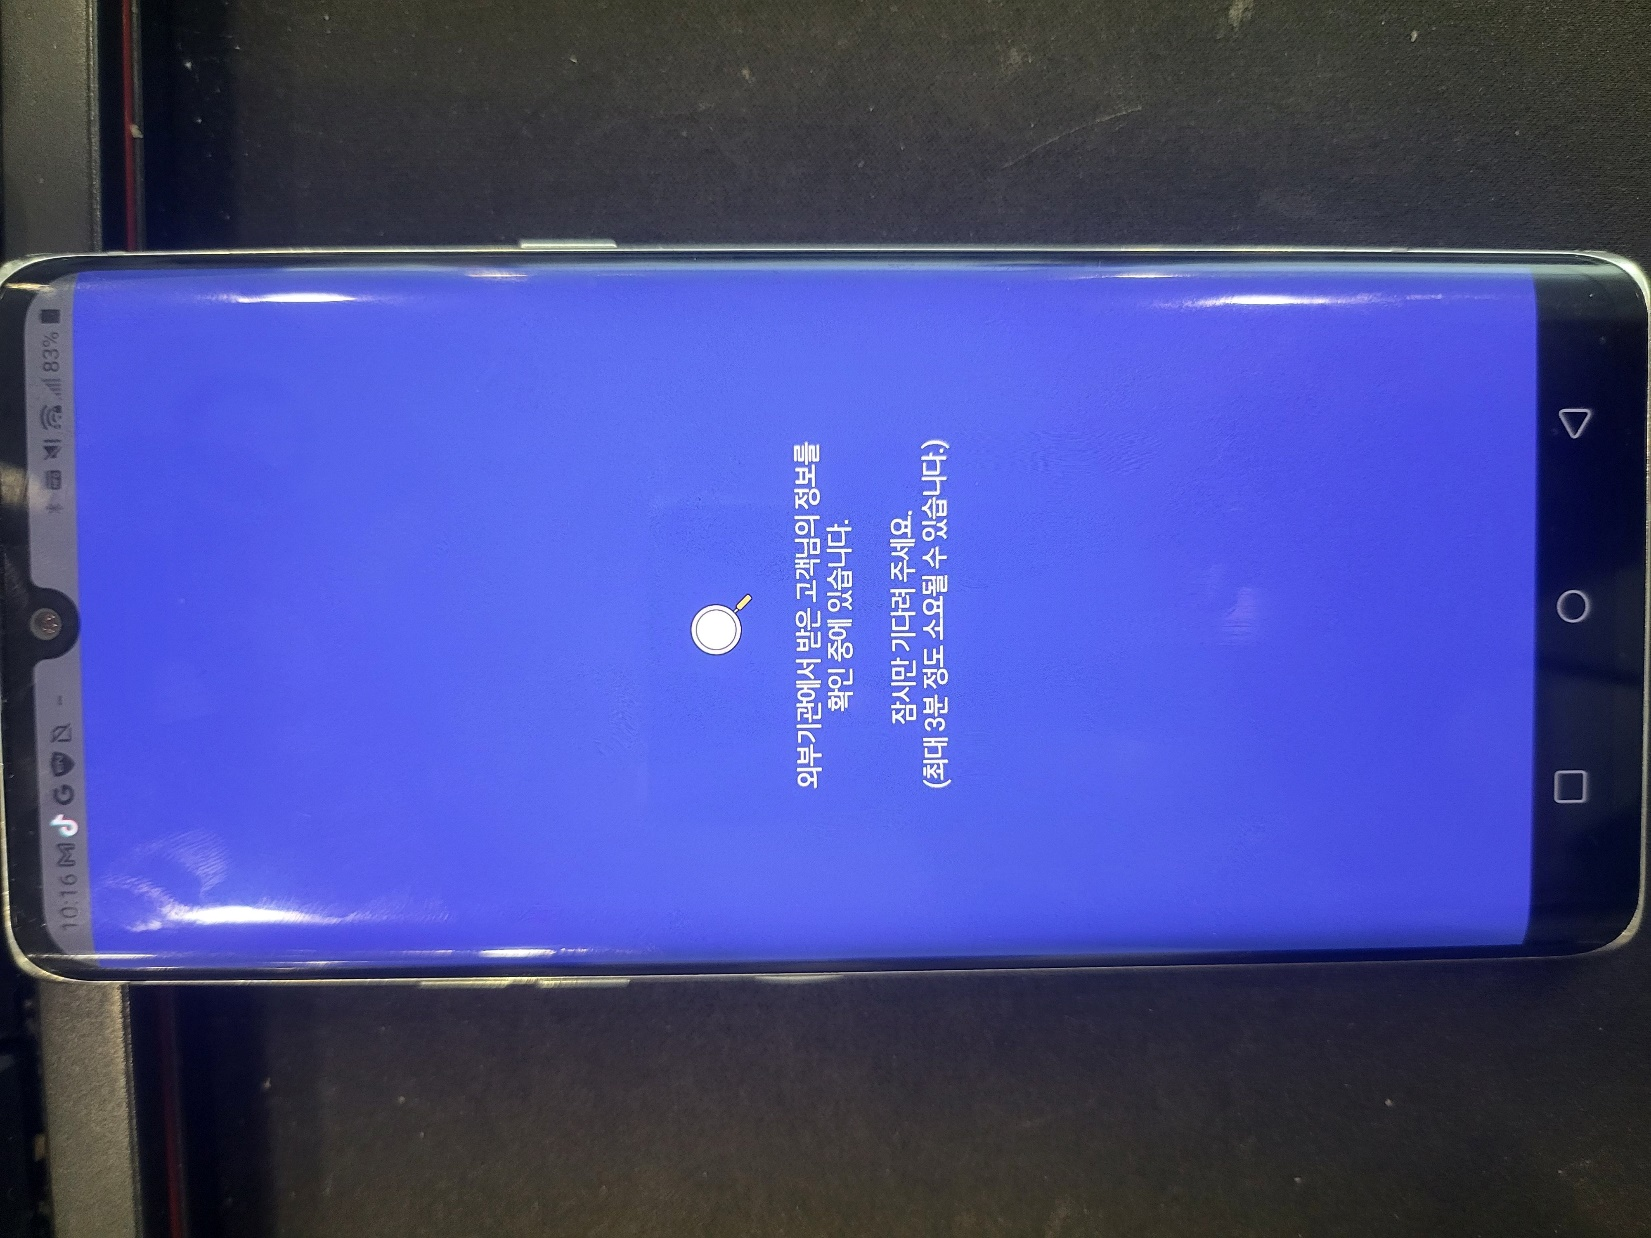 10:16 M G
83%
외부기관에서 받은 고객님의 정보를
확인 중에 있습니다.
잠시만 기다려 주세요.
(최대 3분 정도 소요될 수 있습니다.)